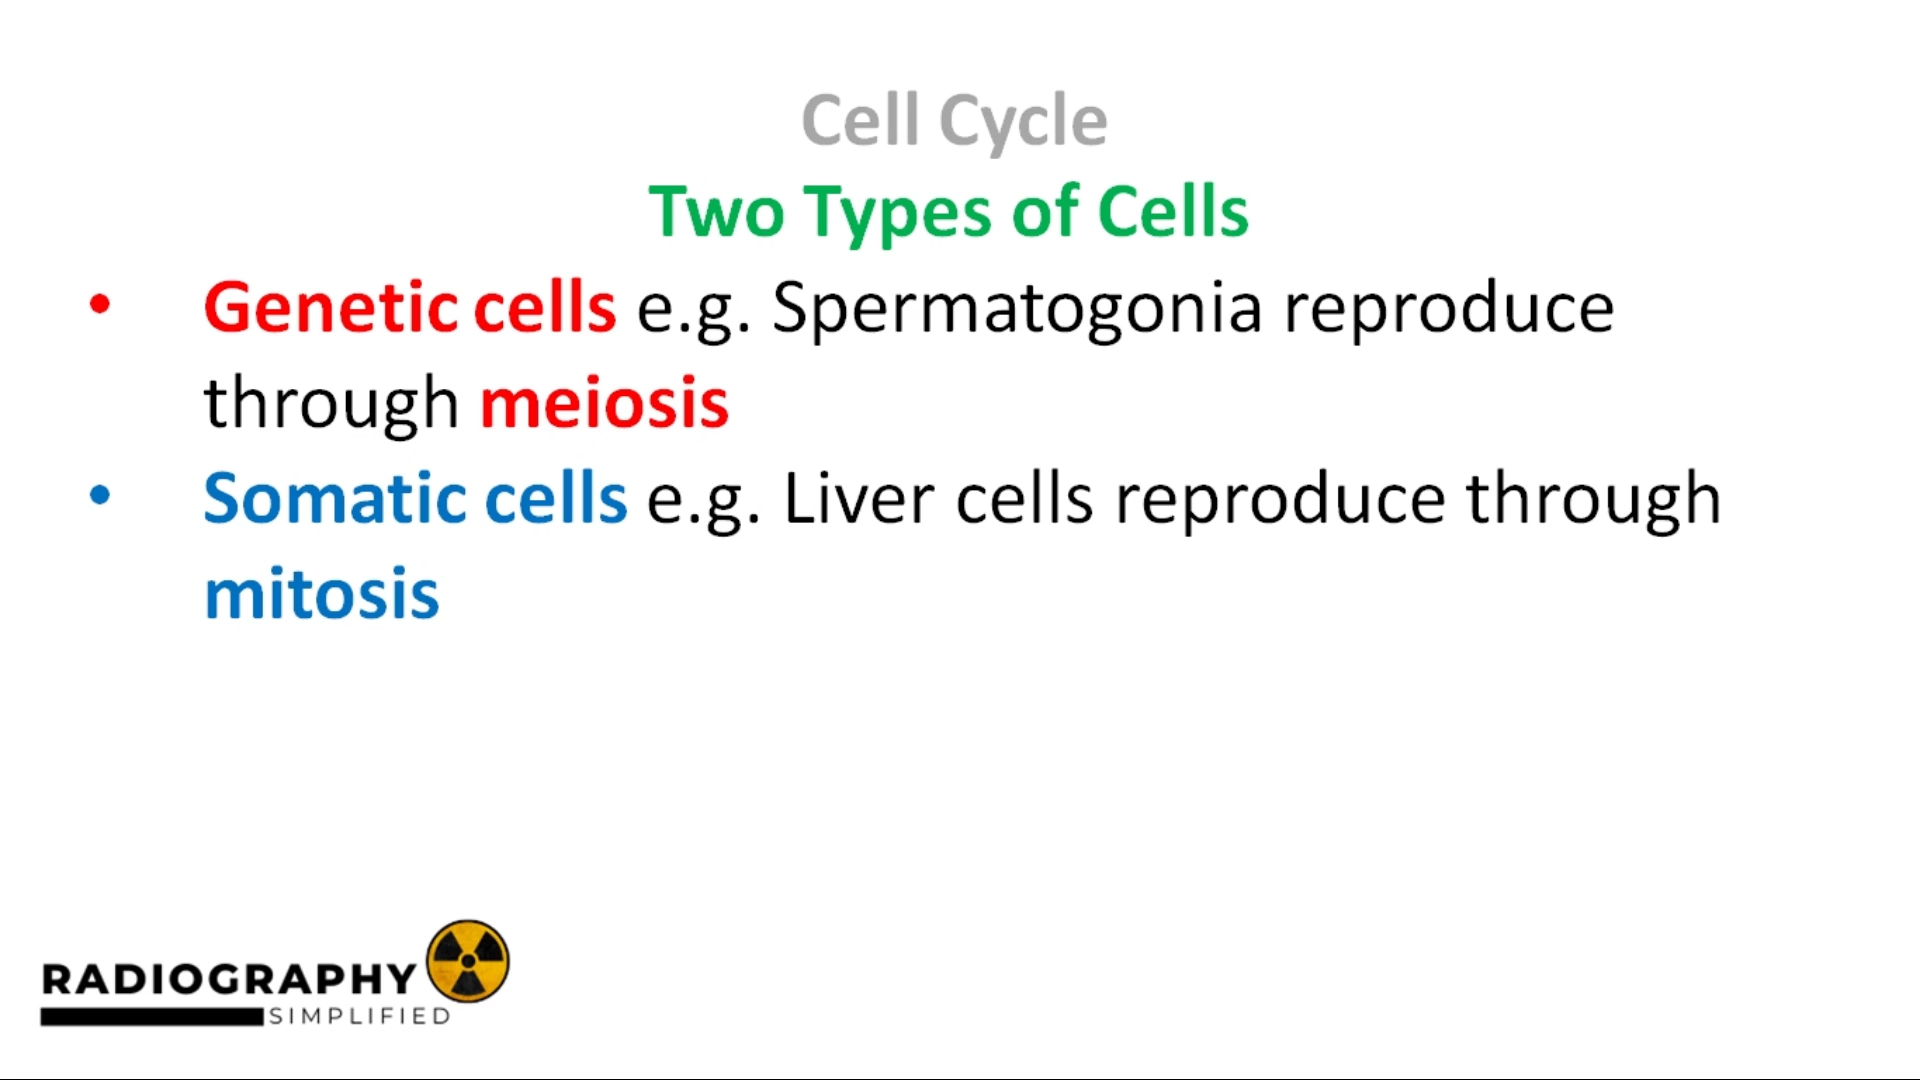 Cell Cycle
Two Types of Cells
• Genetic cells e.g. Spermatogonia reproduce
through meiosis
• Somatic cells e.g. Liver cells reproduce through
mitosis
RADIOGRAPHY
SIMPLIFIED